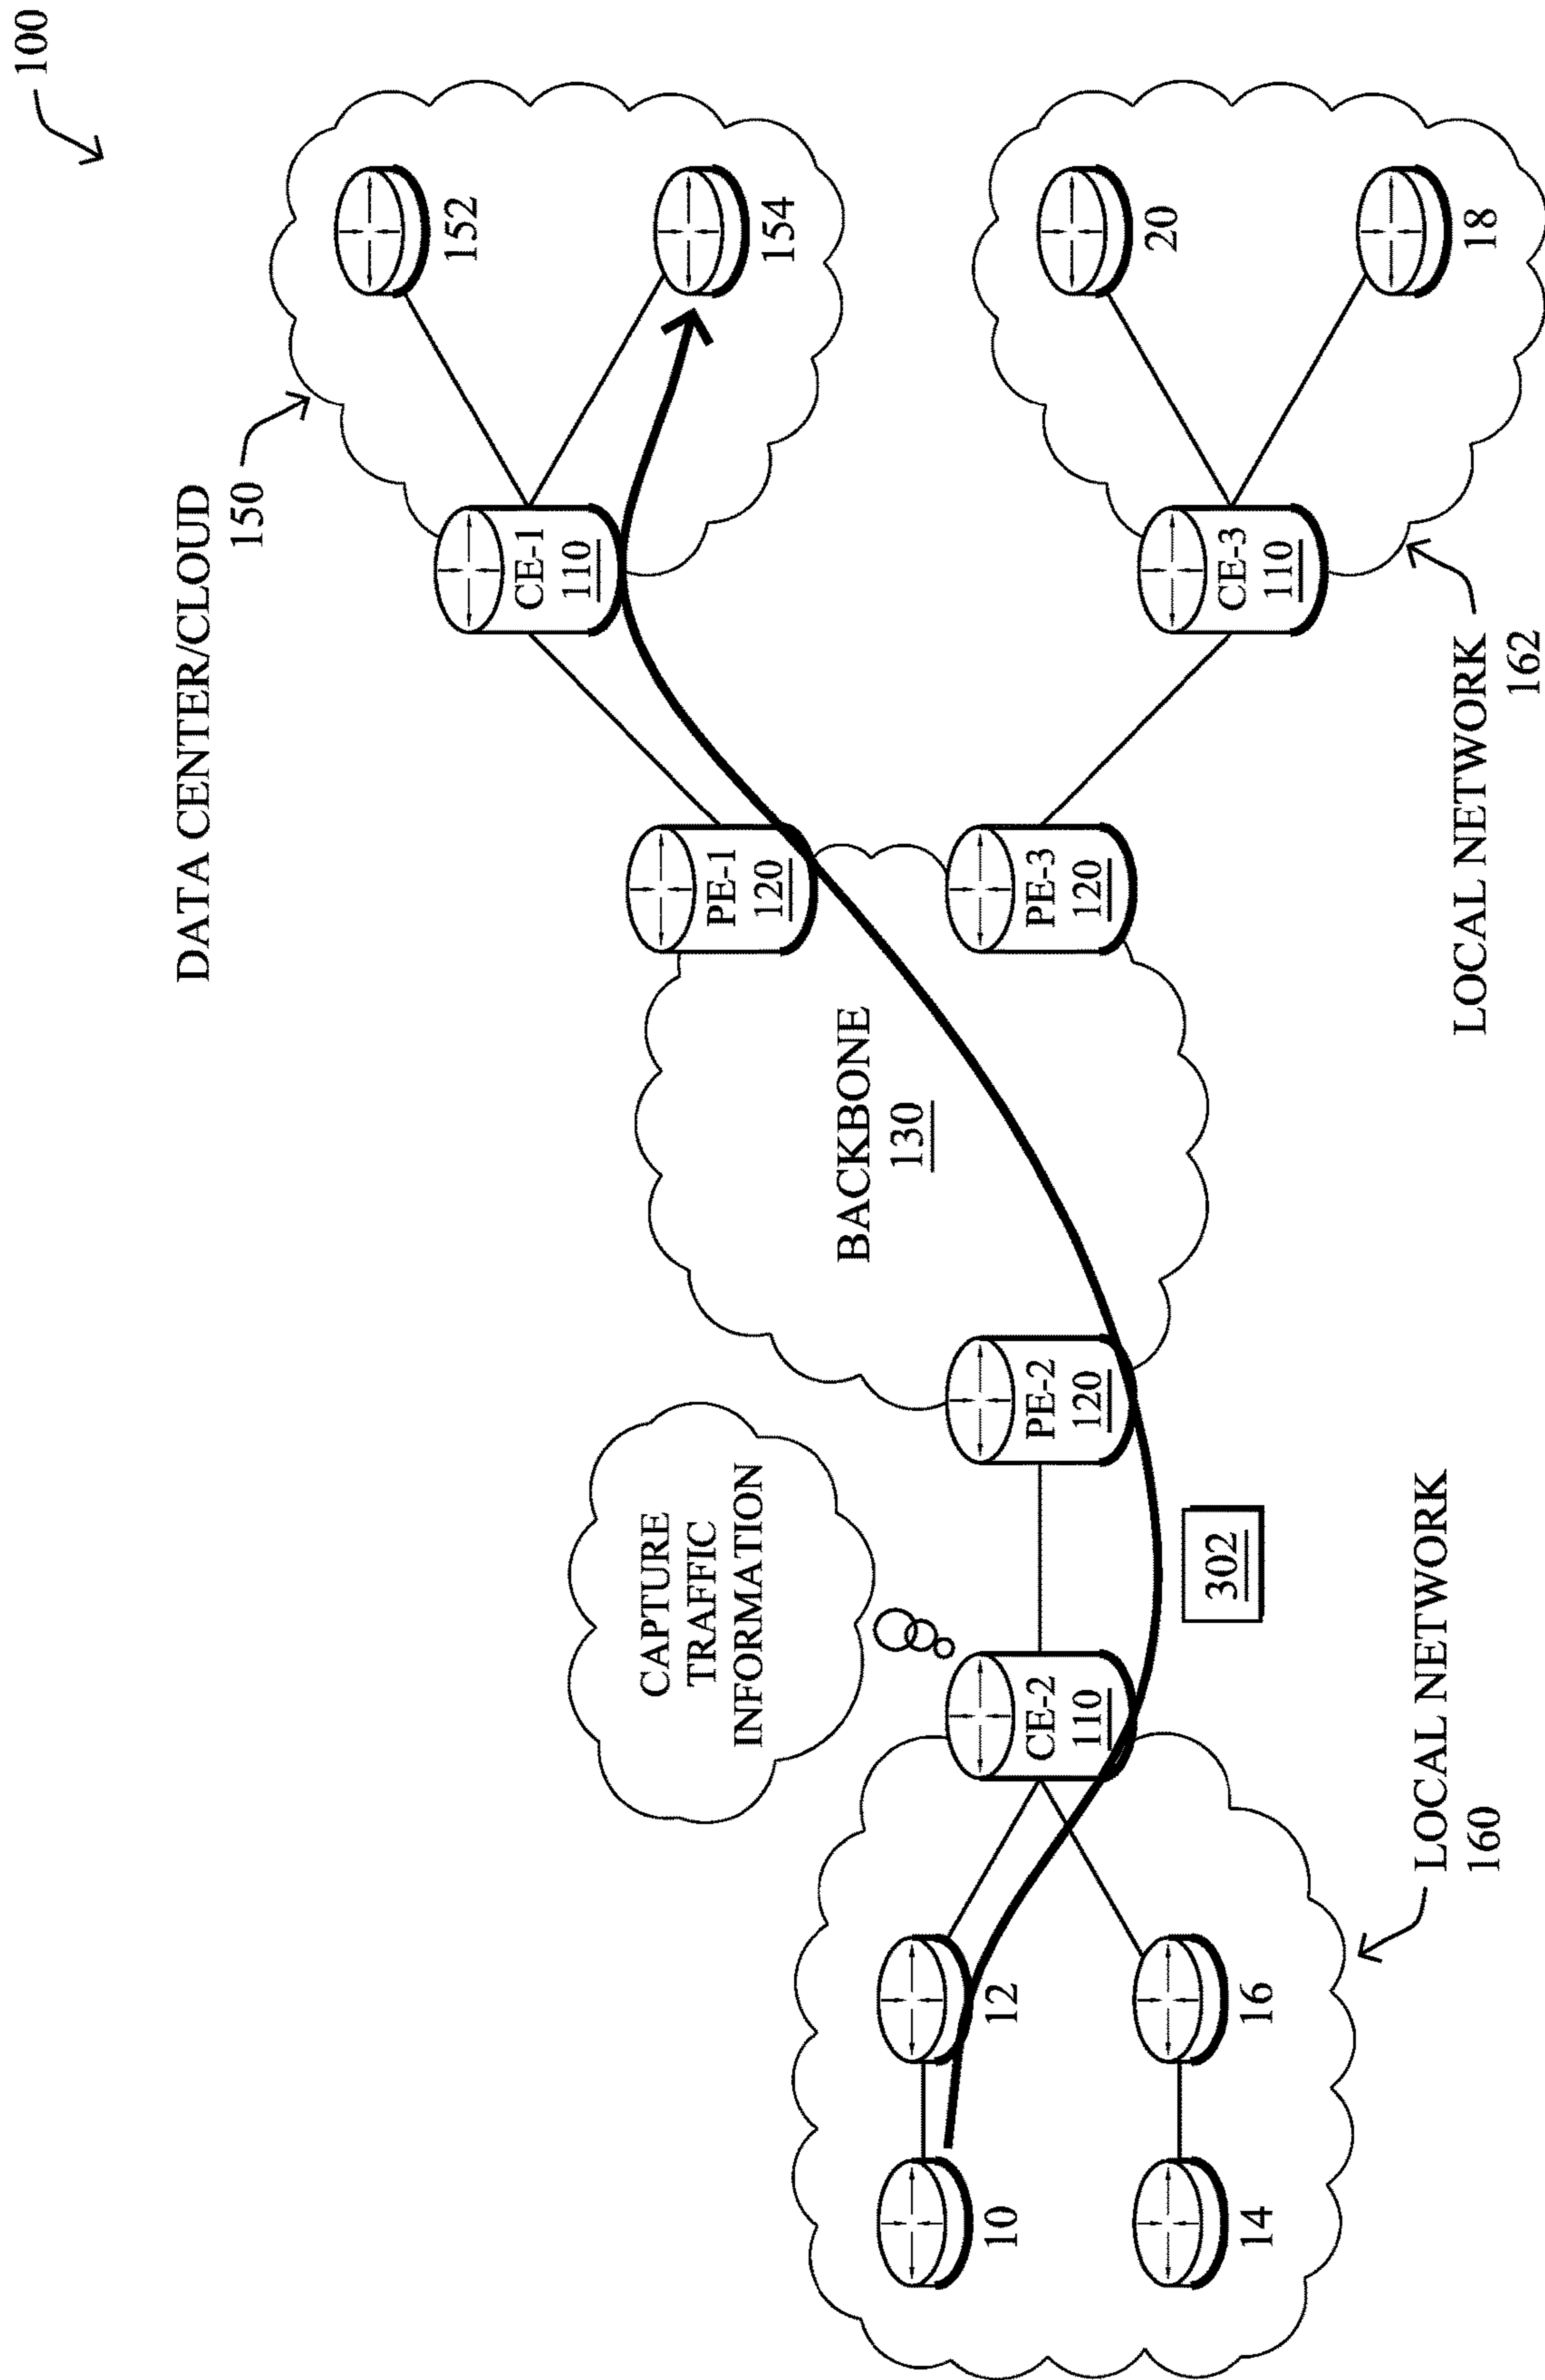 100
DATA CENTER/CLOUD
150
152
154
CE-1
110
PE-1
120
BACKBONE
130
PE-3
120
CE-3
110
20
18
LOCAL NETWORK
162
CAPTURE
TRAFFIC
INFORMATION
PE-2
120
302
CE-2
110
12
10
16
14
LOCAL NETWORK
160